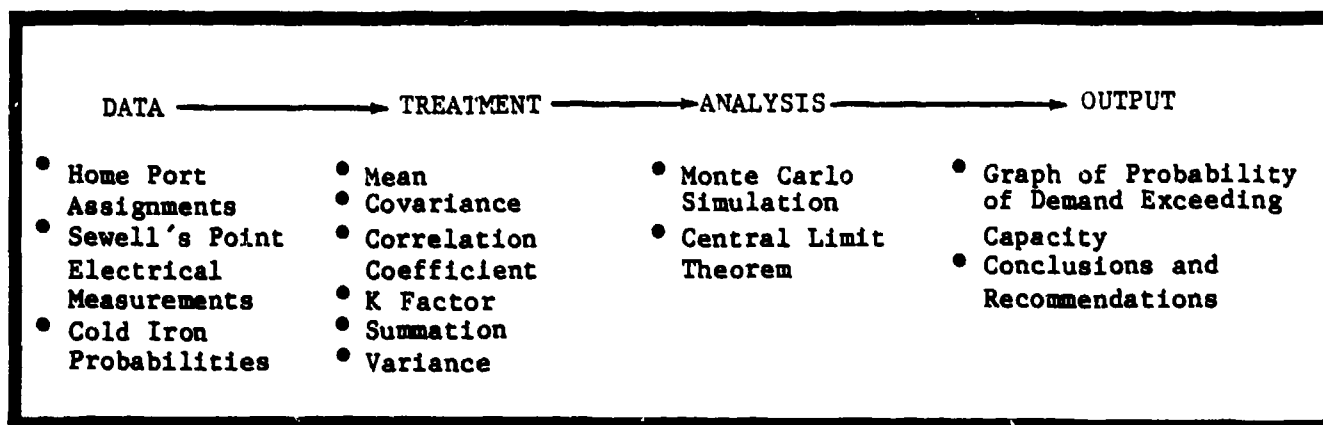 DATA TREATMENT ANALYSIS OUTPUT
• Home Port
Assignments
• Sewell's Point
Electrical
Measurements
• Cold Iron
Probabilities
• Mean
• Covariance
• Correlation
Coefficient
• K Factor
• Summation
• Variance
• Monte Carlo
Simulation
• Central Limit
Theorem
• Graph of Probability
of Demand Exceeding
Capacity
• Conclusions and
Recommendations